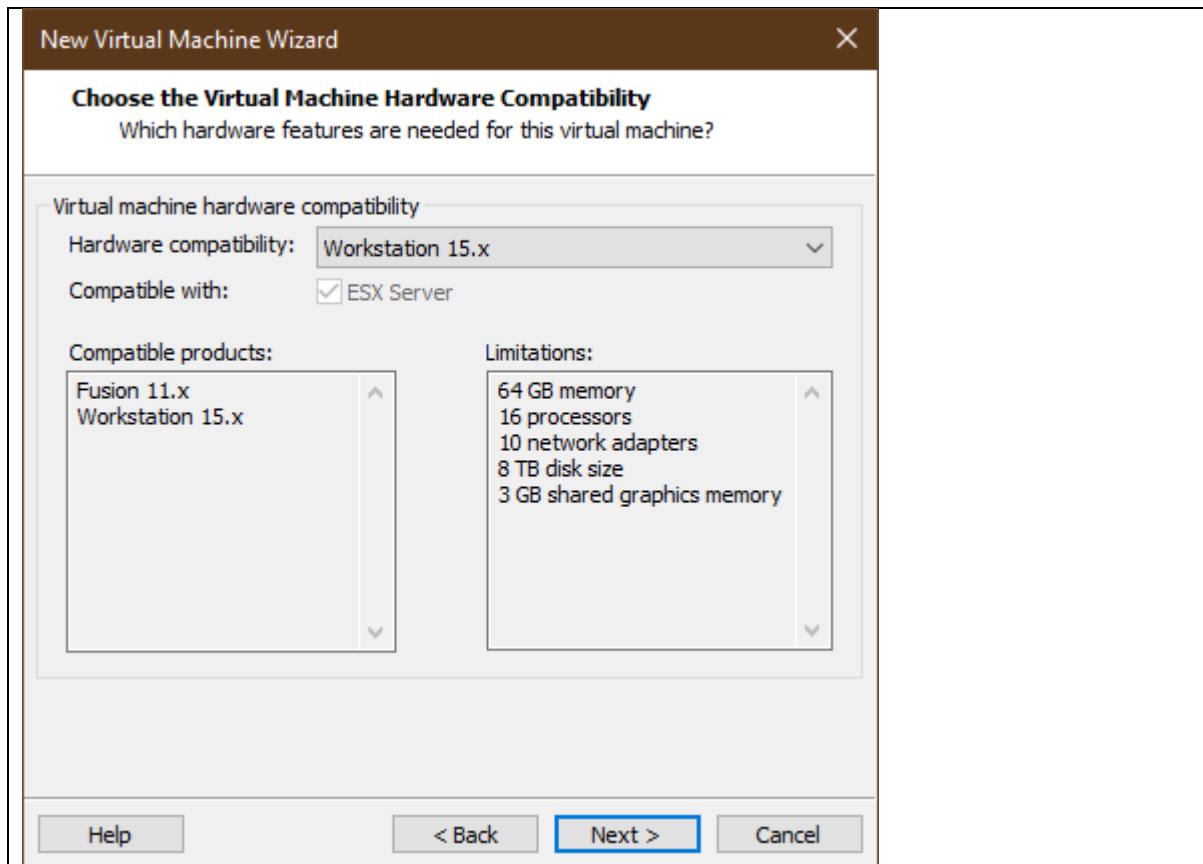 New Virtual Machine Wizard
Choose the Virtual Machine Hardware Compatibility
Which hardware features are needed for this virtual machine?
Virtual machine hardware compatibility
Hardware compatibility: Workstation 15.x
Compatible with: ESX Server
Compatible products:
Fusion 11.x
Workstation 15.x
Limitations:
64 GB memory
16 processors
10 network adapters
8 TB disk size
3 GB shared graphics memory
Help < Back Next > Cancel